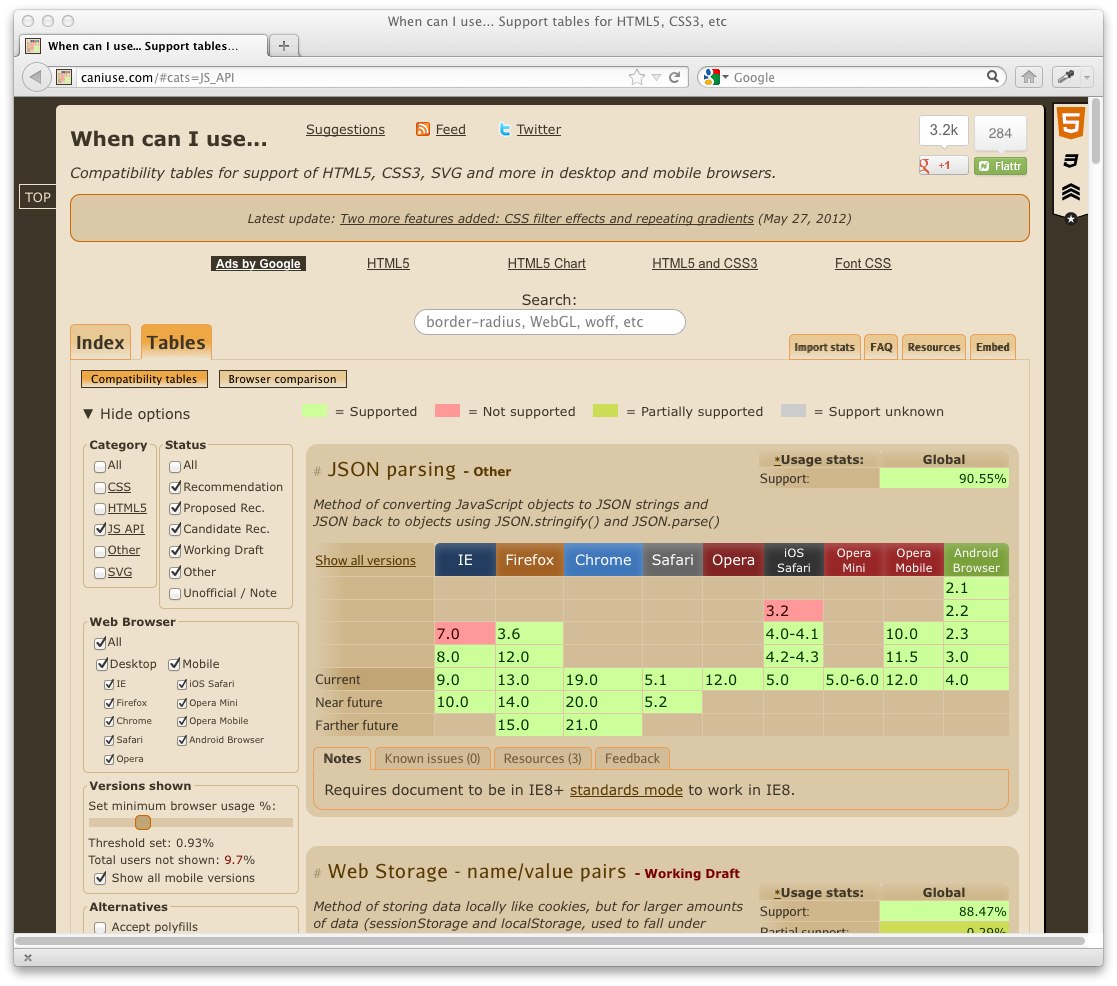 When can I use... Support tables for HTML5, CSS3, etc
When can I use... Support tables...
caniuse.com/#cats=JS_API
Google
TOP
When can I use...
Suggestions Feed Twitter
3.2k 284
+1 Flattr
Compatibility tables for support of HTML5, CSS3, SVG and more in desktop and mobile browsers.
Latest update: Two more features added: CSS filter effects and repeating gradients (May 27, 2012)
Ads by Google HTML5 HTML5 Chart HTML5 and CSS3 Font CSS
Search:
border-radius, WebGL, woff, etc
Index Tables
Import stats FAQ Resources Embed
Compatibility tables Browser comparison
▼ Hide options
= Supported = Not supported = Partially supported = Support unknown
Category
All
CSS
HTML5
JS API
Other
SVG
Status
All
Recommendation
Proposed Rec.
Candidate Rec.
Working Draft
Other
Unofficial / Note
Web Browser
All
Desktop Mobile
IE iOS Safari
Firefox Opera Mini
Chrome Opera Mobile
Safari Android Browser
Opera
Versions shown
Set minimum browser usage %:
Threshold set: 0.93%
Total users not shown: 9.7%
Show all mobile versions
Alternatives
Accept polyfills
# JSON parsing - Other
*Usage stats: Global
Support: 90.55%
Method of converting JavaScript objects to JSON strings and
JSON back to objects using JSON.stringify() and JSON.parse()
Show all versions IE Firefox Chrome Safari Opera iOS Safari Opera Mini Opera Mobile Android Browser
2.1
3.2 2.2
7.0 3.6 4.0-4.1 10.0 2.3
8.0 12.0 4.2-4.3 11.5 3.0
Current 9.0 13.0 19.0 5.1 12.0 5.0 5.0-6.0 12.0 4.0
Near future 10.0 14.0 20.0 5.2
Farther future 15.0 21.0
Notes Known issues (0) Resources (3) Feedback
Requires document to be in IE8+ standards mode to work in IE8.
# Web Storage - name/value pairs - Working Draft
*Usage stats: Global
Support: 88.47%
Partial support: 0.29%
Method of storing data locally like cookies, but for larger amounts
of data (sessionStorage and localStorage, used to fall under